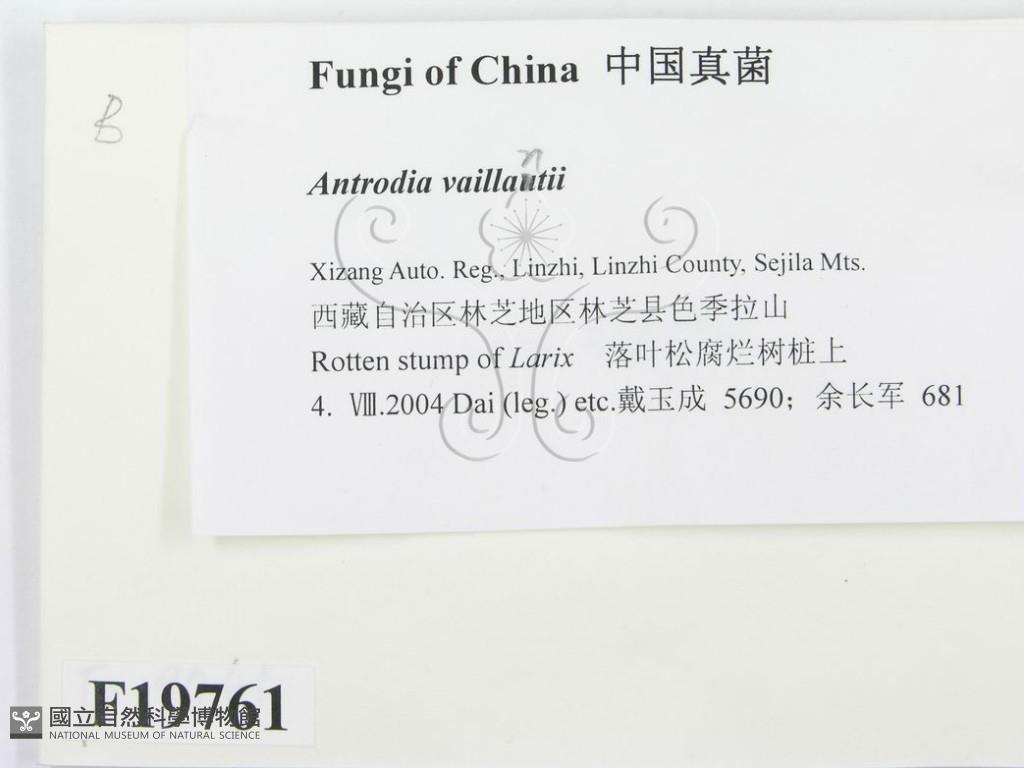 Fungi of China 中国真菌
B
n
Antrodia vaillautii
Xizang Auto. Reg., Linzhi, Linzhi County, Sejila Mts.
西藏自治区林芝地区林芝县色季拉山
Rotten stump of Larix 落叶松腐烂树桩上
4. Ⅷ.2004 Dai (leg.) etc.戴玉成 5690；余长军 681
F19761
國立自然科學博物館
NATIONAL MUSEUM OF NATURAL SCIENCE